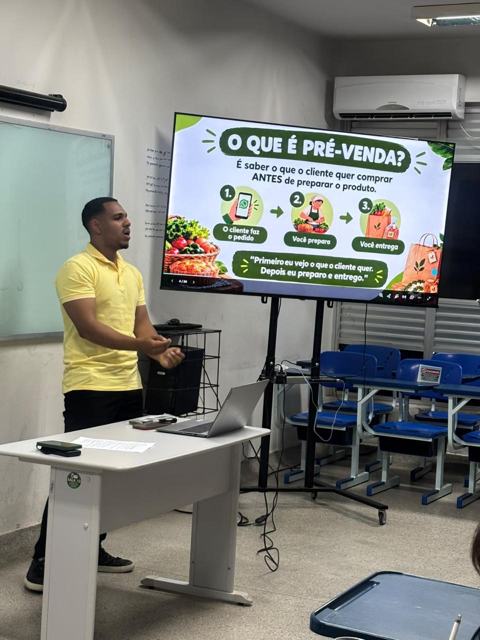 O QUE É PRÉ-VENDA?
É saber o que o cliente quer comprar
ANTES de preparar o produto.
1.
2.
3.
O cliente faz
o pedido
Você prepara
Você entrega
"Primeiro eu vejo o que o cliente quer.
Depois eu preparo e entrego."